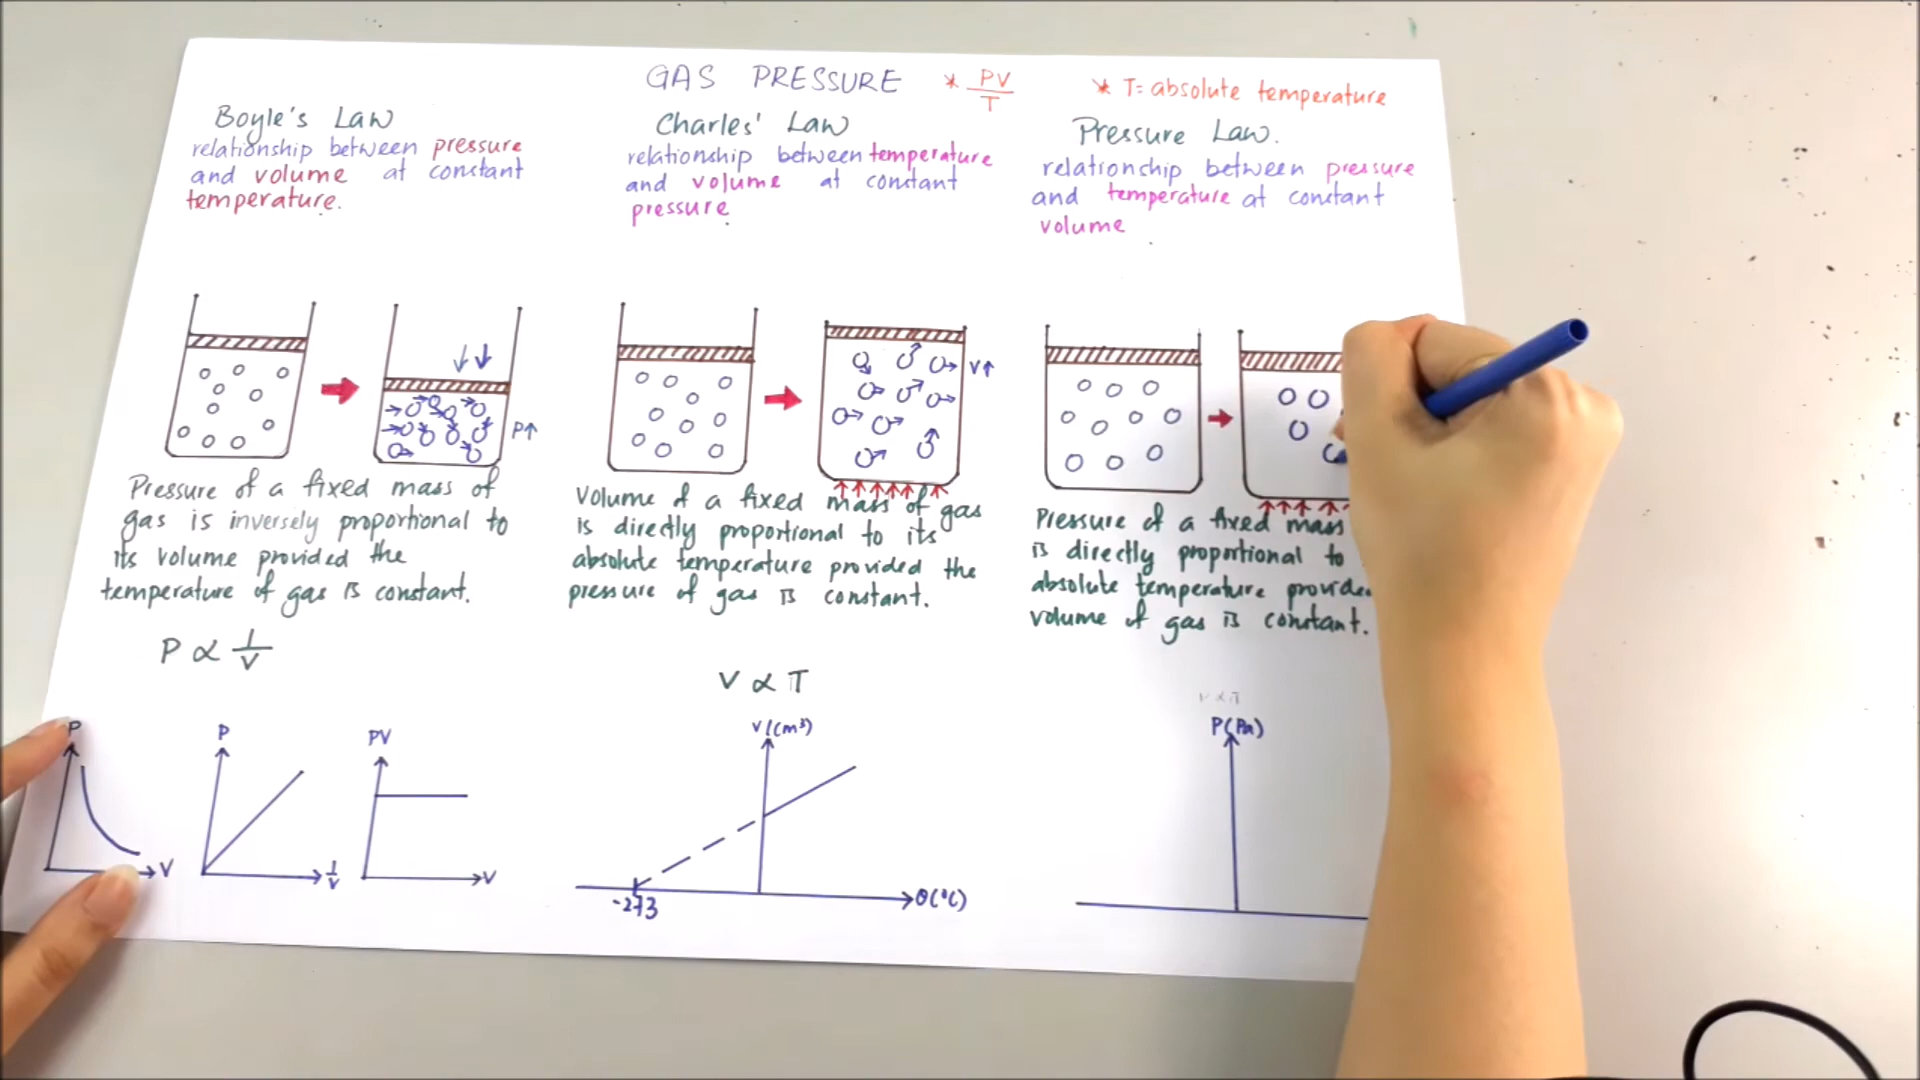 GAS PRESSURE * PV/T * T= absolute temperature
Boyle's Law
relationship between pressure
and volume at constant
temperature.
P↑
Pressure of a fixed mass of
gas is inversely proportional to
its volume provided the
temperature of gas is constant.
P ∝ 1/V
P
V
P
1/V
PV
V
Charles' Law
relationship between temperature
and volume at constant
pressure.
V↑
Volume of a fixed mass of gas
is directly proportional to its
absolute temperature provided the
pressure of gas is constant.
V ∝ T
V/(m³)
-273
θ(°C)
Pressure Law.
relationship between pressure
and temperature at constant
volume
Pressure of a fixed mass
is directly proportional to
absolute temperature provide
volume of gas is constant.
P(Pa)